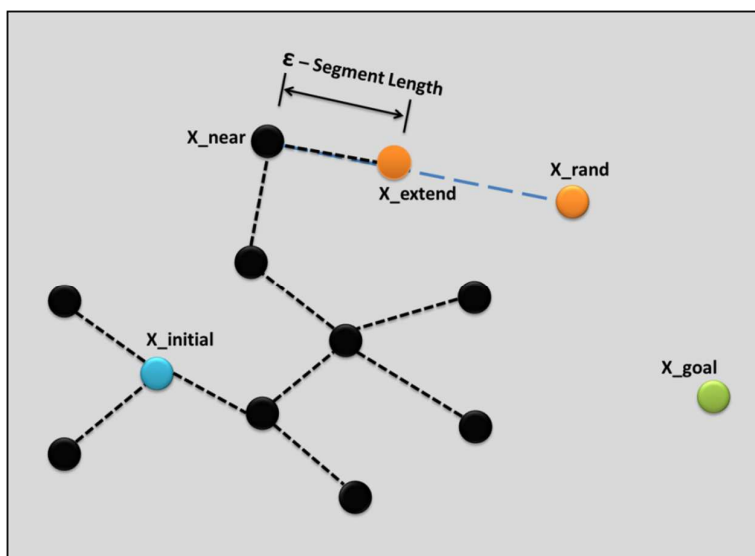 ε – Segment Length
X_near
X_extend
X_rand
X_initial
X_goal